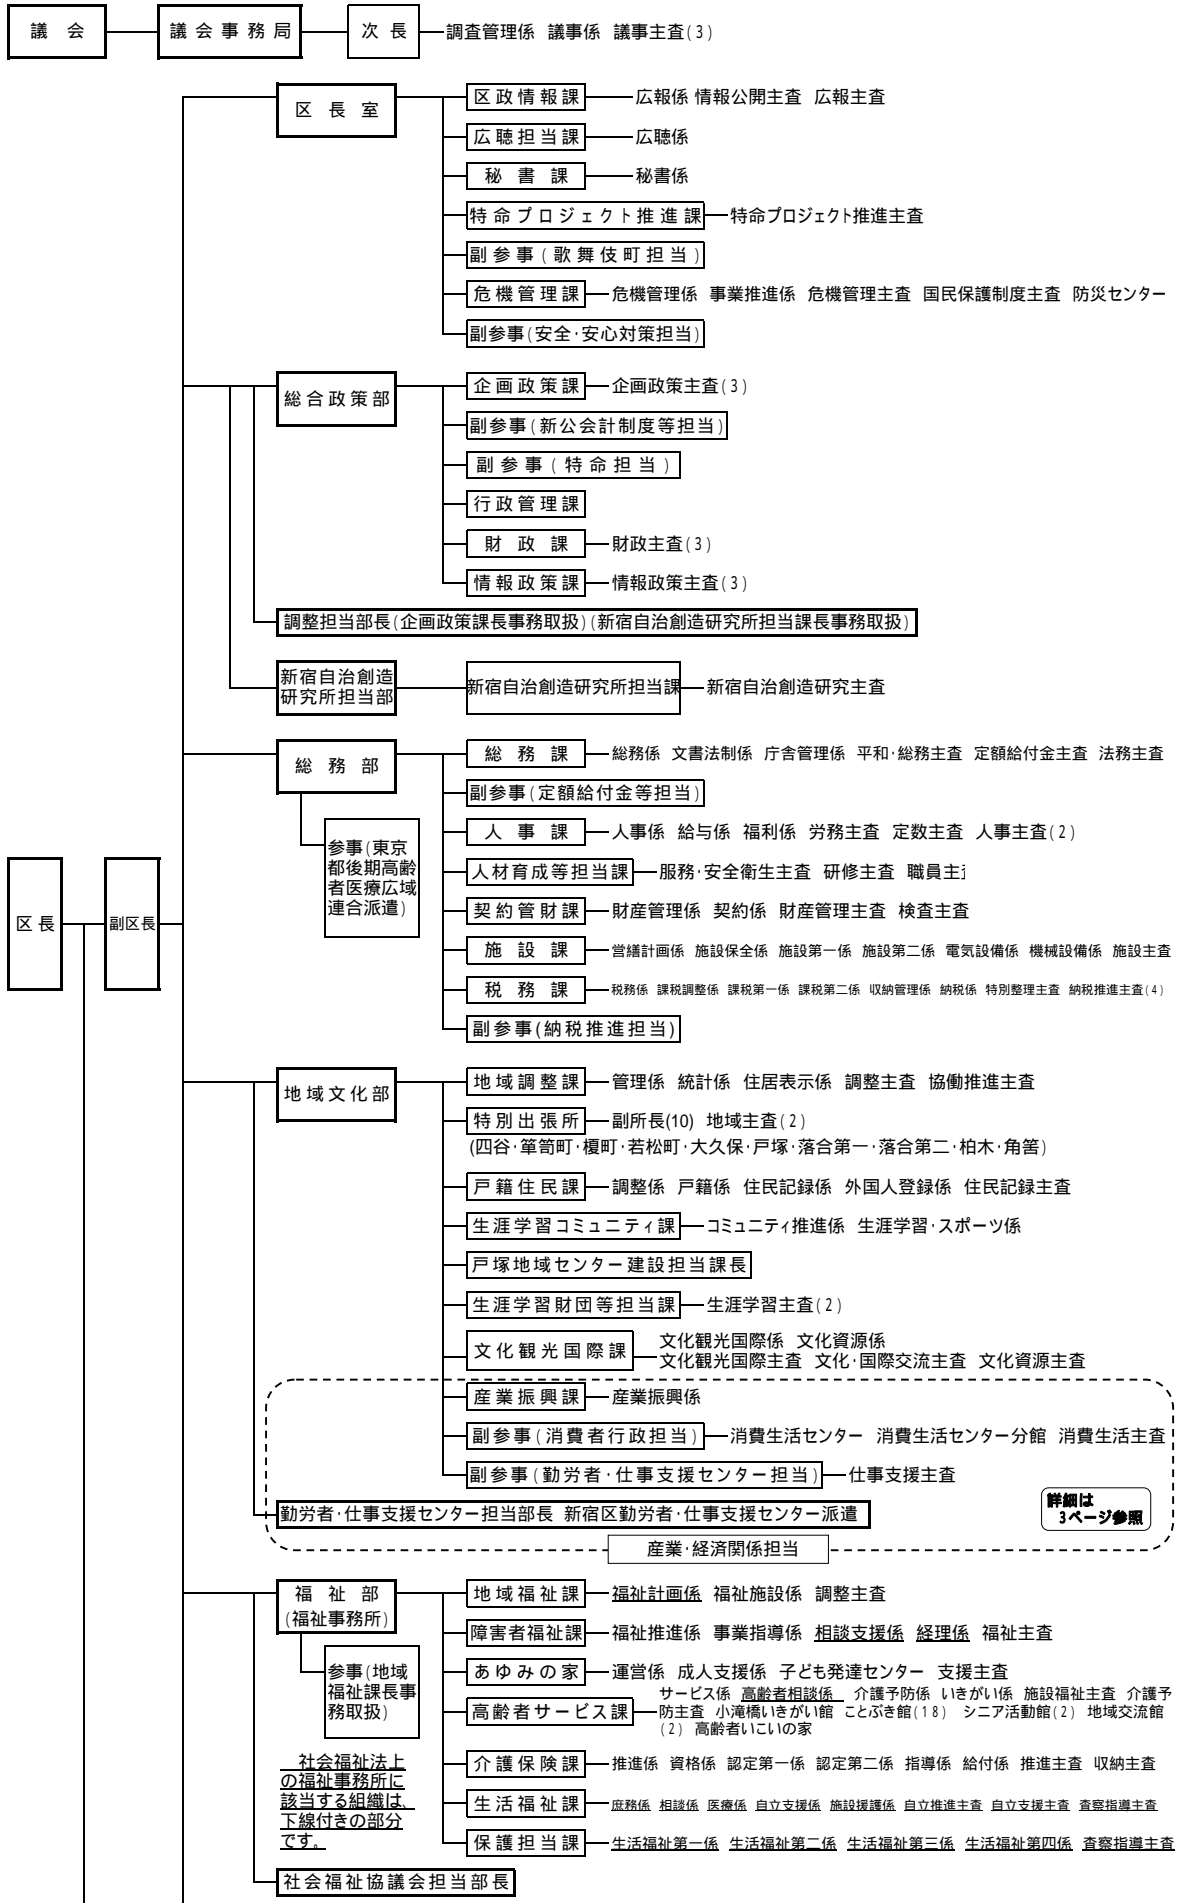 議会 議会事務局 次長 調査管理係 議事係 議事主査(3)
区長室 区政情報課 広報係 情報公開主査 広報主査
広聴担当課 広聴係
秘書課 秘書係
特命プロジェクト推進課 特命プロジェクト推進主査
副参事(歌舞伎町担当)
危機管理課 危機管理係 事業推進係 危機管理主査 国民保護制度主査 防災センター
副参事(安全・安心対策担当)
総合政策部 企画政策課 企画政策主査(3)
副参事(新公会計制度等担当)
副参事(特命担当)
行政管理課
財政課 財政主査(3)
情報政策課 情報政策主査(3)
調整担当部長(企画政策課長事務取扱)(新宿自治創造研究所担当課長事務取扱)
新宿自治創造
研究所担当部
新宿自治創造研究所担当課 新宿自治創造研究主査
総務部 総務課 総務係 文書法制係 庁舎管理係 平和・総務主査 定額給付金主査 法務主査
副参事(定額給付金等担当)
人事課 人事係 給与係 福利係 労務主査 定数主査 人事主査(2)
参事(東京
都後期高齢
者医療広域
連合派遣)
人材育成等担当課 服務・安全衛生主査 研修主査 職員主査
区長 副区長
契約管財課 財産管理係 契約係 財産管理主査 検査主査
施設課 営繕計画係 施設保全係 施設第一係 施設第二係 電気設備係 機械設備係 施設主査
税務課 税務係 課税調整係 課税第一係 課税第二係 収納管理係 納税係 特別整理主査 納税推進主査(4)
副参事(納税推進担当)
地域文化部 地域調整課 管理係 統計係 住居表示係 調整主査 協働推進主査
特別出張所 副所長(10) 地域主査(2)
(四谷・箪笥町・榎町・若松町・大久保・戸塚・落合第一・落合第二・柏木・角筈)
戸籍住民課 調整係 戸籍係 住民記録係 外国人登録係 住民記録主査
生涯学習コミュニティ課 コミュニティ推進係 生涯学習・スポーツ係
戸塚地域センター建設担当課長
生涯学習財団等担当課 生涯学習主査(2)
文化観光国際課 文化観光国際係 文化資源係
文化観光国際主査 文化・国際交流主査 文化資源主査
産業振興課 産業振興係
副参事(消費者行政担当) 消費生活センター 消費生活センター分館 消費生活主査
副参事(勤労者・仕事支援センター担当) 仕事支援主査
勤労者・仕事支援センター担当部長 新宿区勤労者・仕事支援センター派遣
詳細は
3ページ参照
産業・経済関係担当
福祉部
(福祉事務所)
地域福祉課 福祉計画係 福祉施設係 調整主査
障害者福祉課 福祉推進係 事業指導係 相談支援係 経理係 福祉主査
参事(地域
福祉課長事
務取扱)
あゆみの家 運営係 成人支援係 子ども発達センター 支援主査
高齢者サービス課 サービス係 高齢者相談係 介護予防係 いきがい係 施設福祉主査 介護予
防主査 小滝橋いきがい館 ことぶき館(18) シニア活動館(2) 地域交流館
(2) 高齢者いこいの家
介護保険課 推進係 資格係 認定第一係 認定第二係 指導係 給付係 推進主査 収納主査
社会福祉法上
の福祉事務所に
該当する組織は、
下線付きの部分
です。
生活福祉課 庶務係 相談係 医療係 自立支援係 施設援護係 自立推進主査 自立支援主査 査察指導主査
保護担当課 生活福祉第一係 生活福祉第二係 生活福祉第三係 生活福祉第四係 査察指導主査
社会福祉協議会担当部長